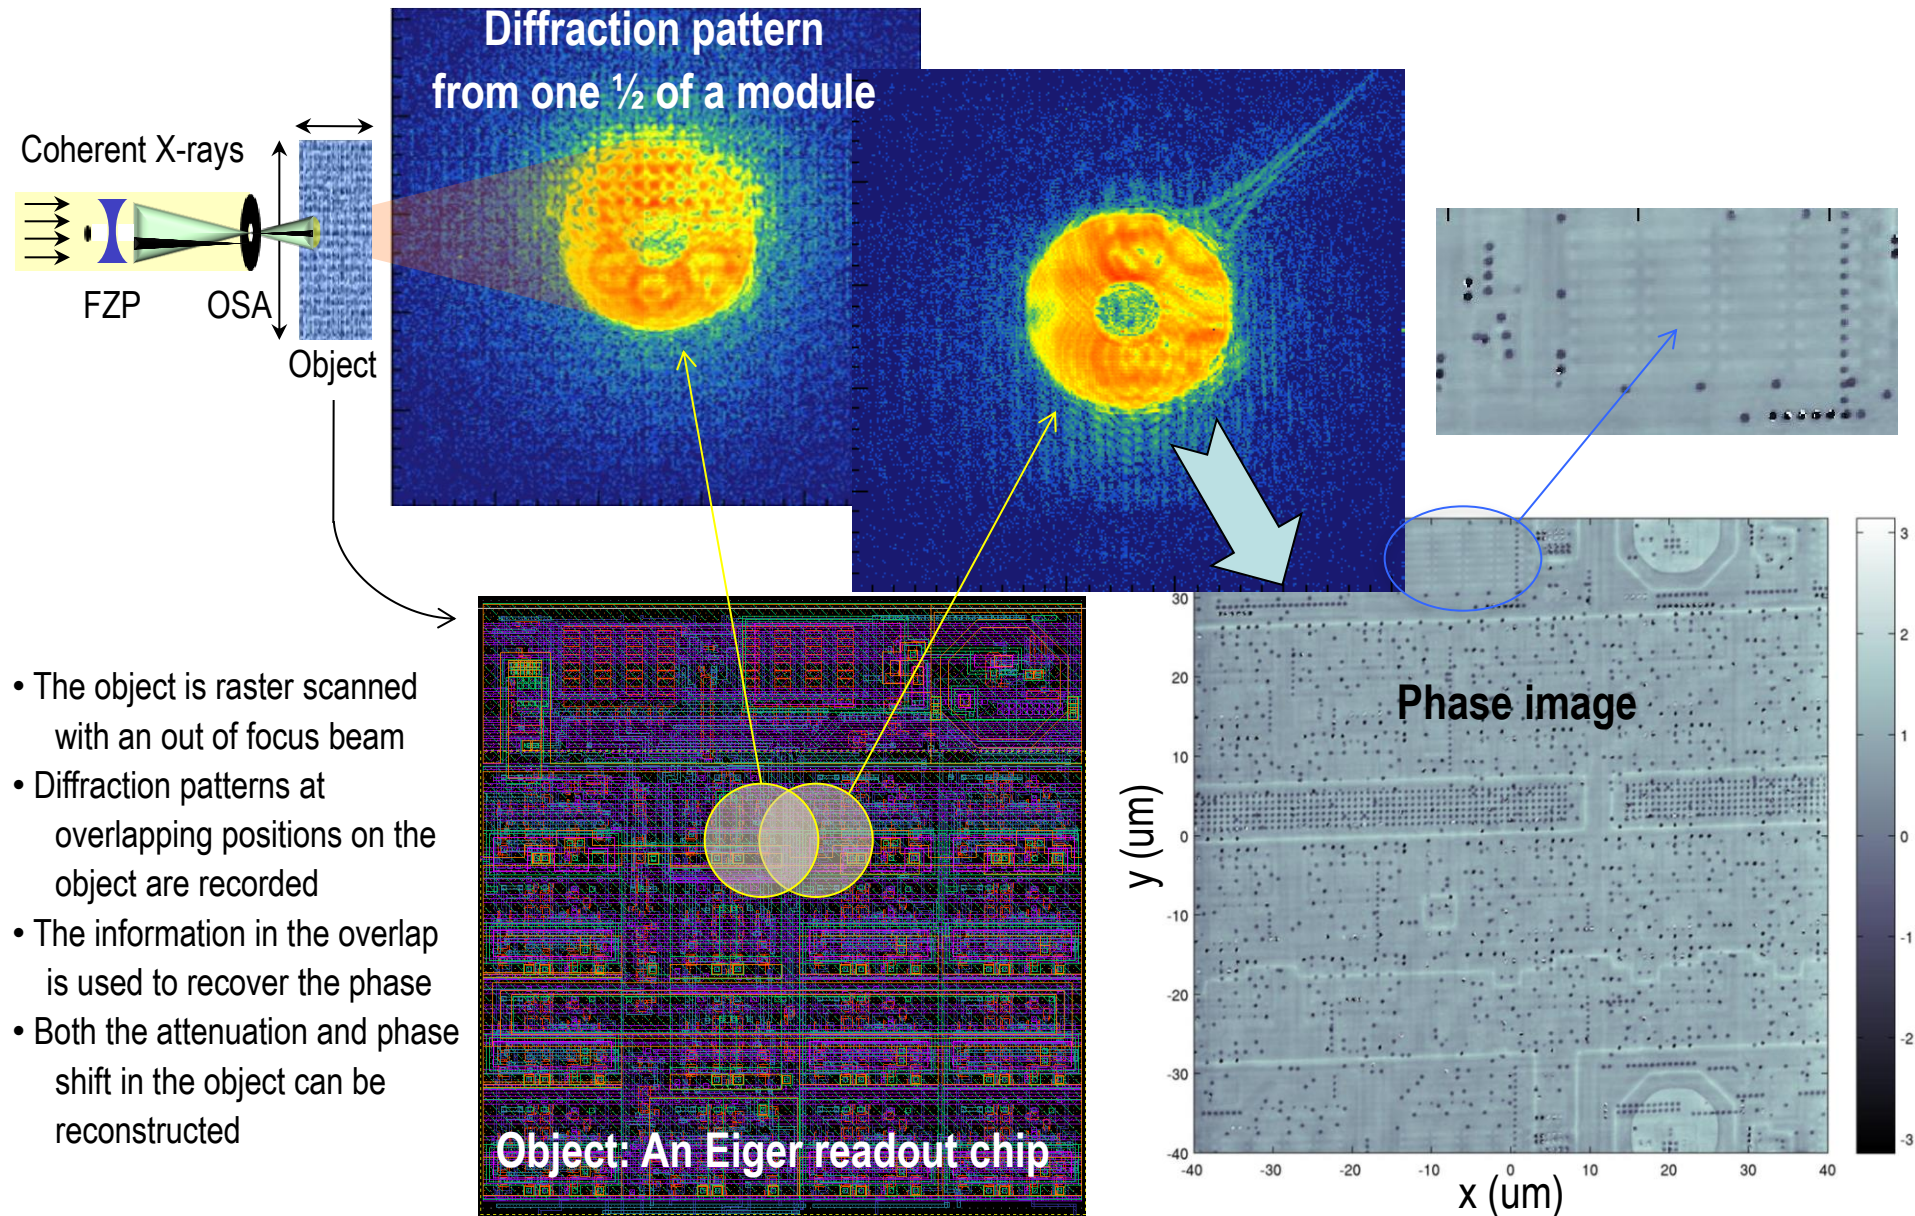 Diffraction pattern
from one ½ of a module
Coherent X-rays
FZP
OSA
Object
• The object is raster scanned
with an out of focus beam
• Diffraction patterns at
overlapping positions on the
object are recorded
• The information in the overlap
is used to recover the phase
• Both the attenuation and phase
shift in the object can be
reconstructed
Object: An Eiger readout chip
Phase image
y (um)
30
20
10
0
-10
-20
-30
-40
-40
-30
-20
-10
0
10
20
30
40
x (um)
3
2
1
0
-1
-2
-3